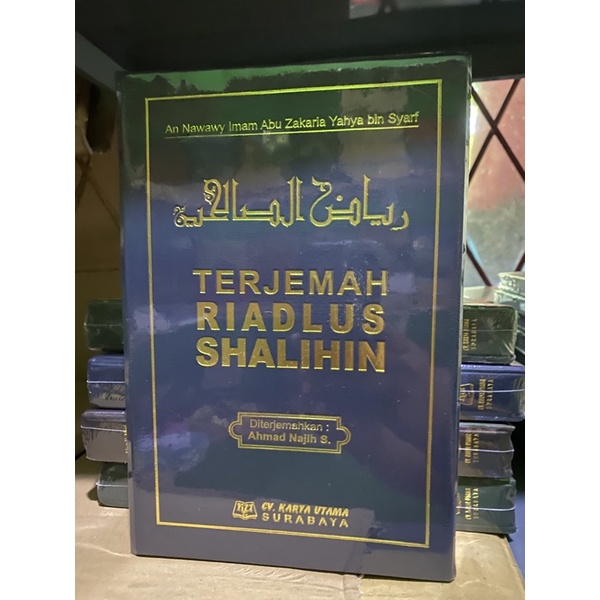 An Nawawy Imam Abu Zakaria Yahya bin Syarf
رياض الصالحين
TERJEMAH
RIADLUS
SHALIHIN
Diterjemahkan :
Ahmad Najih S.
CV. KARYA UTAMA
SURABAYA